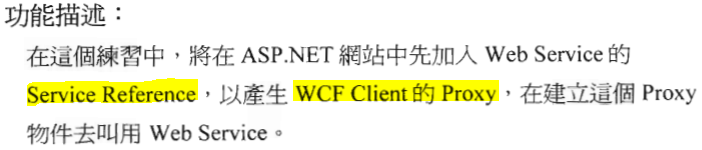 功能描述：
在這個練習中，將在 ASP.NET 網站中先加入 Web Service 的
Service Reference，以產生 WCF Client 的 Proxy，在建立這個 Proxy
物件去叫用 Web Service。